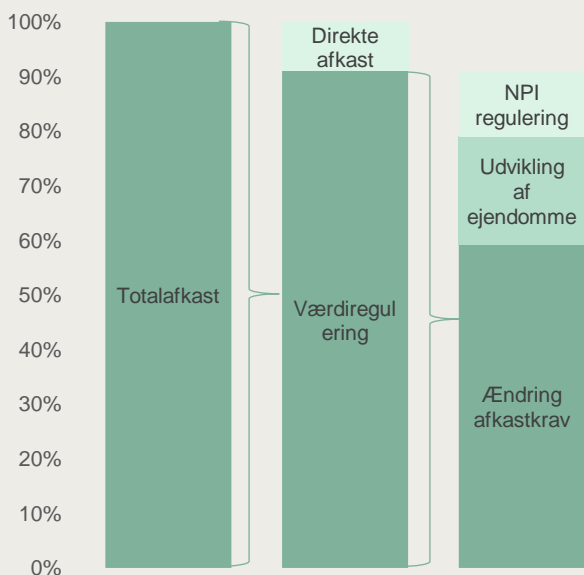 100%
90%
80%
70%
60%
50%
40%
30%
20%
10%
0%
Totalafkast
Direkte
afkast
Værdiregul
ering
NPI
regulering
Udvikling
af
ejendomme
Ændring
afkastkrav